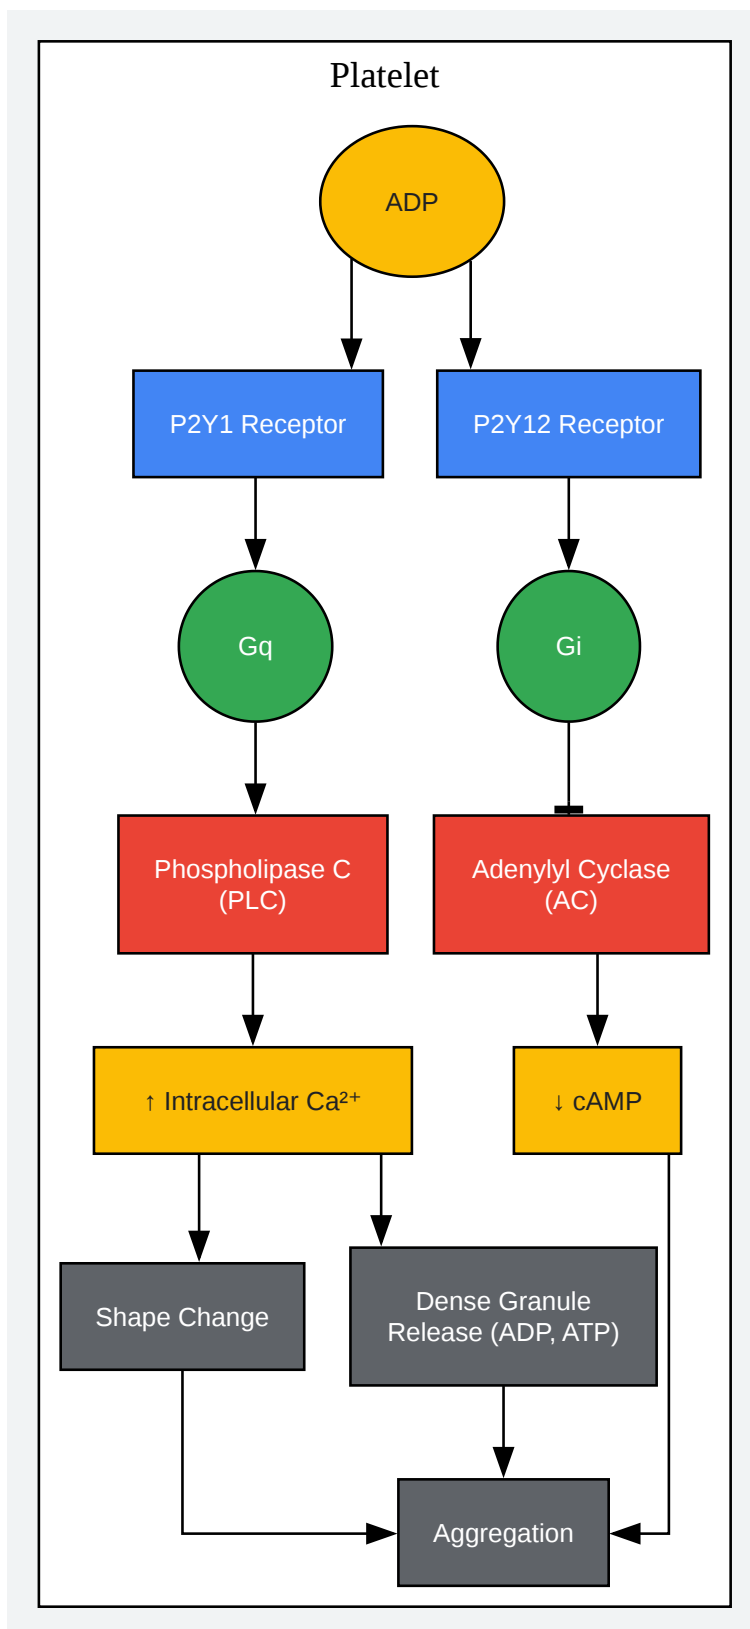 Platelet
ADP
P2Y1 Receptor
P2Y12 Receptor
Gq
Gi
Phospholipase C
(PLC)
Adenylyl Cyclase
(AC)
↑ Intracellular Ca²⁺
↓ cAMP
Shape Change
Dense Granule
Release (ADP, ATP)
Aggregation